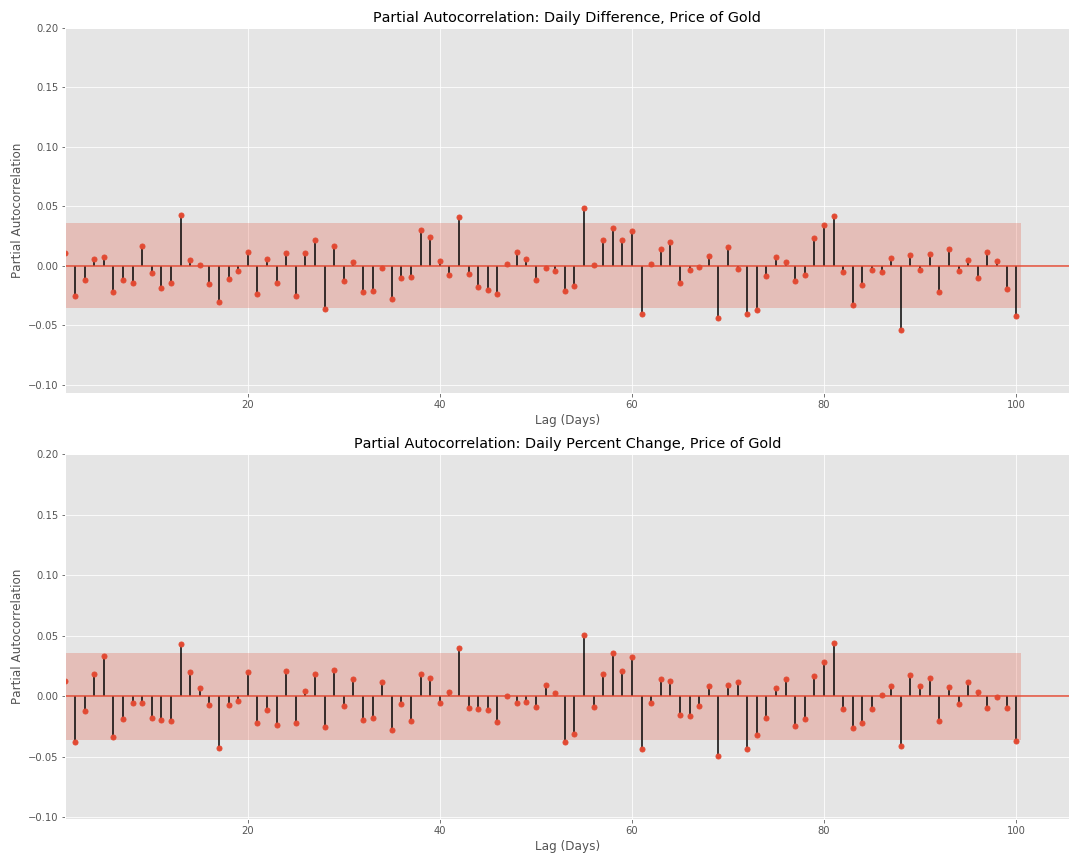 Partial Autocorrelation: Daily Difference, Price of Gold
0.20
0.15
0.10
0.05
0.00
−0.05
−0.10
Partial Autocorrelation
20 40 60 80 100
Lag (Days)
Partial Autocorrelation: Daily Percent Change, Price of Gold
0.20
0.15
0.10
0.05
0.00
−0.05
−0.10
Partial Autocorrelation
20 40 60 80 100
Lag (Days)